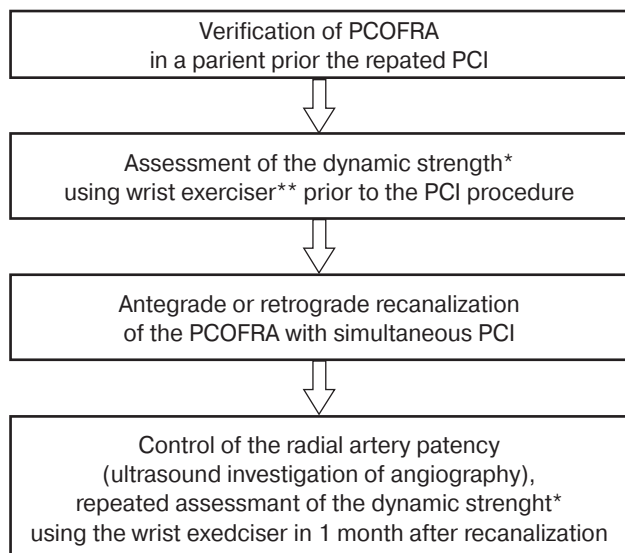 Verification of PCOFRA
in a parient prior the repated PCI
Assessment of the dynamic strength*
using wrist exerciser** prior to the PCI procedure
Antegrade or retrograde recanalization
of the PCOFRA with simultaneous PCI
Control of the radial artery patency
(ultrasound investigation of angiography),
repeated assessmant of the dynamic strenght*
using the wrist exedciser in 1 month after recanalization